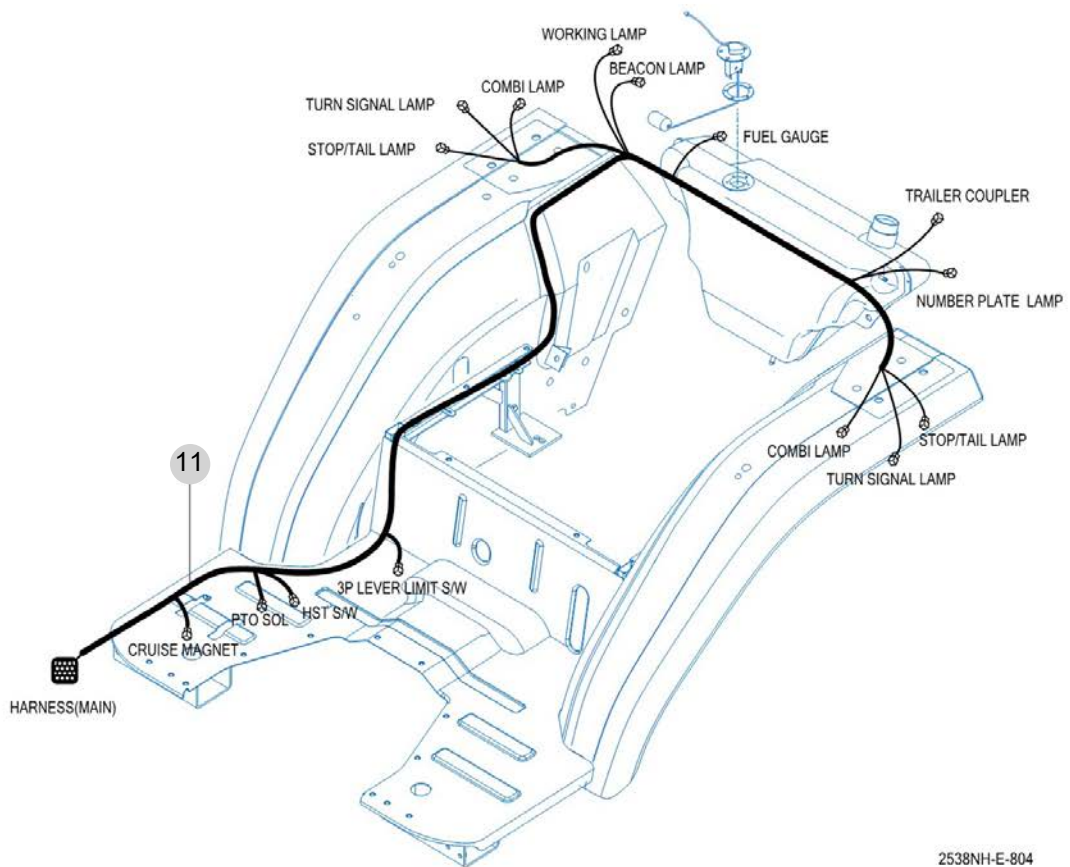 WORKING LAMP
BEACON LAMP
COMBI LAMP
TURN SIGNAL LAMP
STOP/TAIL LAMP
FUEL GAUGE
TRAILER COUPLER
NUMBER PLATE LAMP
COMBI LAMP
STOP/TAIL LAMP
TURN SIGNAL LAMP
11
3P LEVER LIMIT S/W
HST S/W
PTO SOL
CRUISE MAGNET
HARNESS(MAIN)
2538NH-E-804